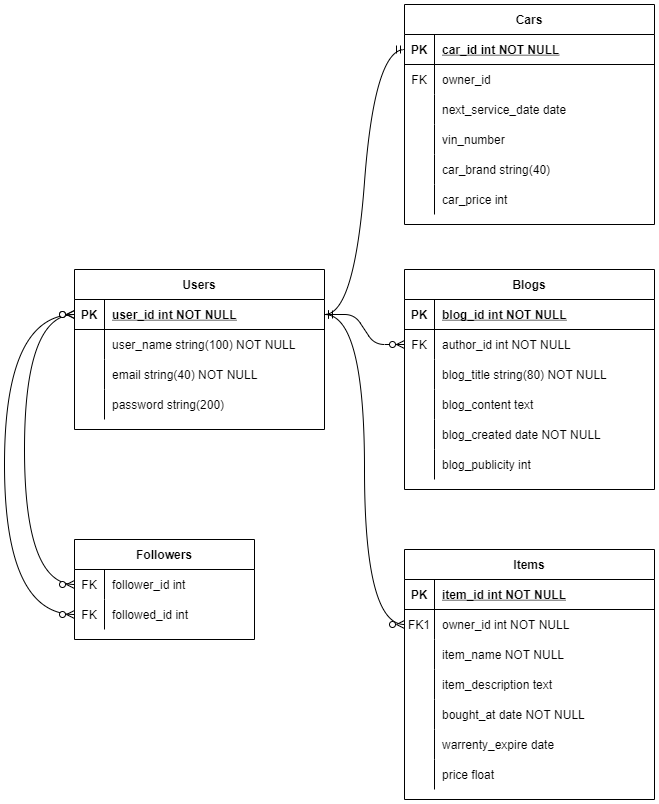 Cars
PK car_id int NOT NULL
FK owner_id
next_service_date date
vin_number
car_brand string(40)
car_price int
Users
PK user_id int NOT NULL
user_name string(100) NOT NULL
email string(40) NOT NULL
password string(200)
Blogs
PK blog_id int NOT NULL
FK author_id int NOT NULL
blog_title string(80) NOT NULL
blog_content text
blog_created date NOT NULL
blog_publicity int
Followers
FK follower_id int
FK followed_id int
Items
PK item_id int NOT NULL
FK1 owner_id int NOT NULL
item_name NOT NULL
item_description text
bought_at date NOT NULL
warrenty_expire date
price float